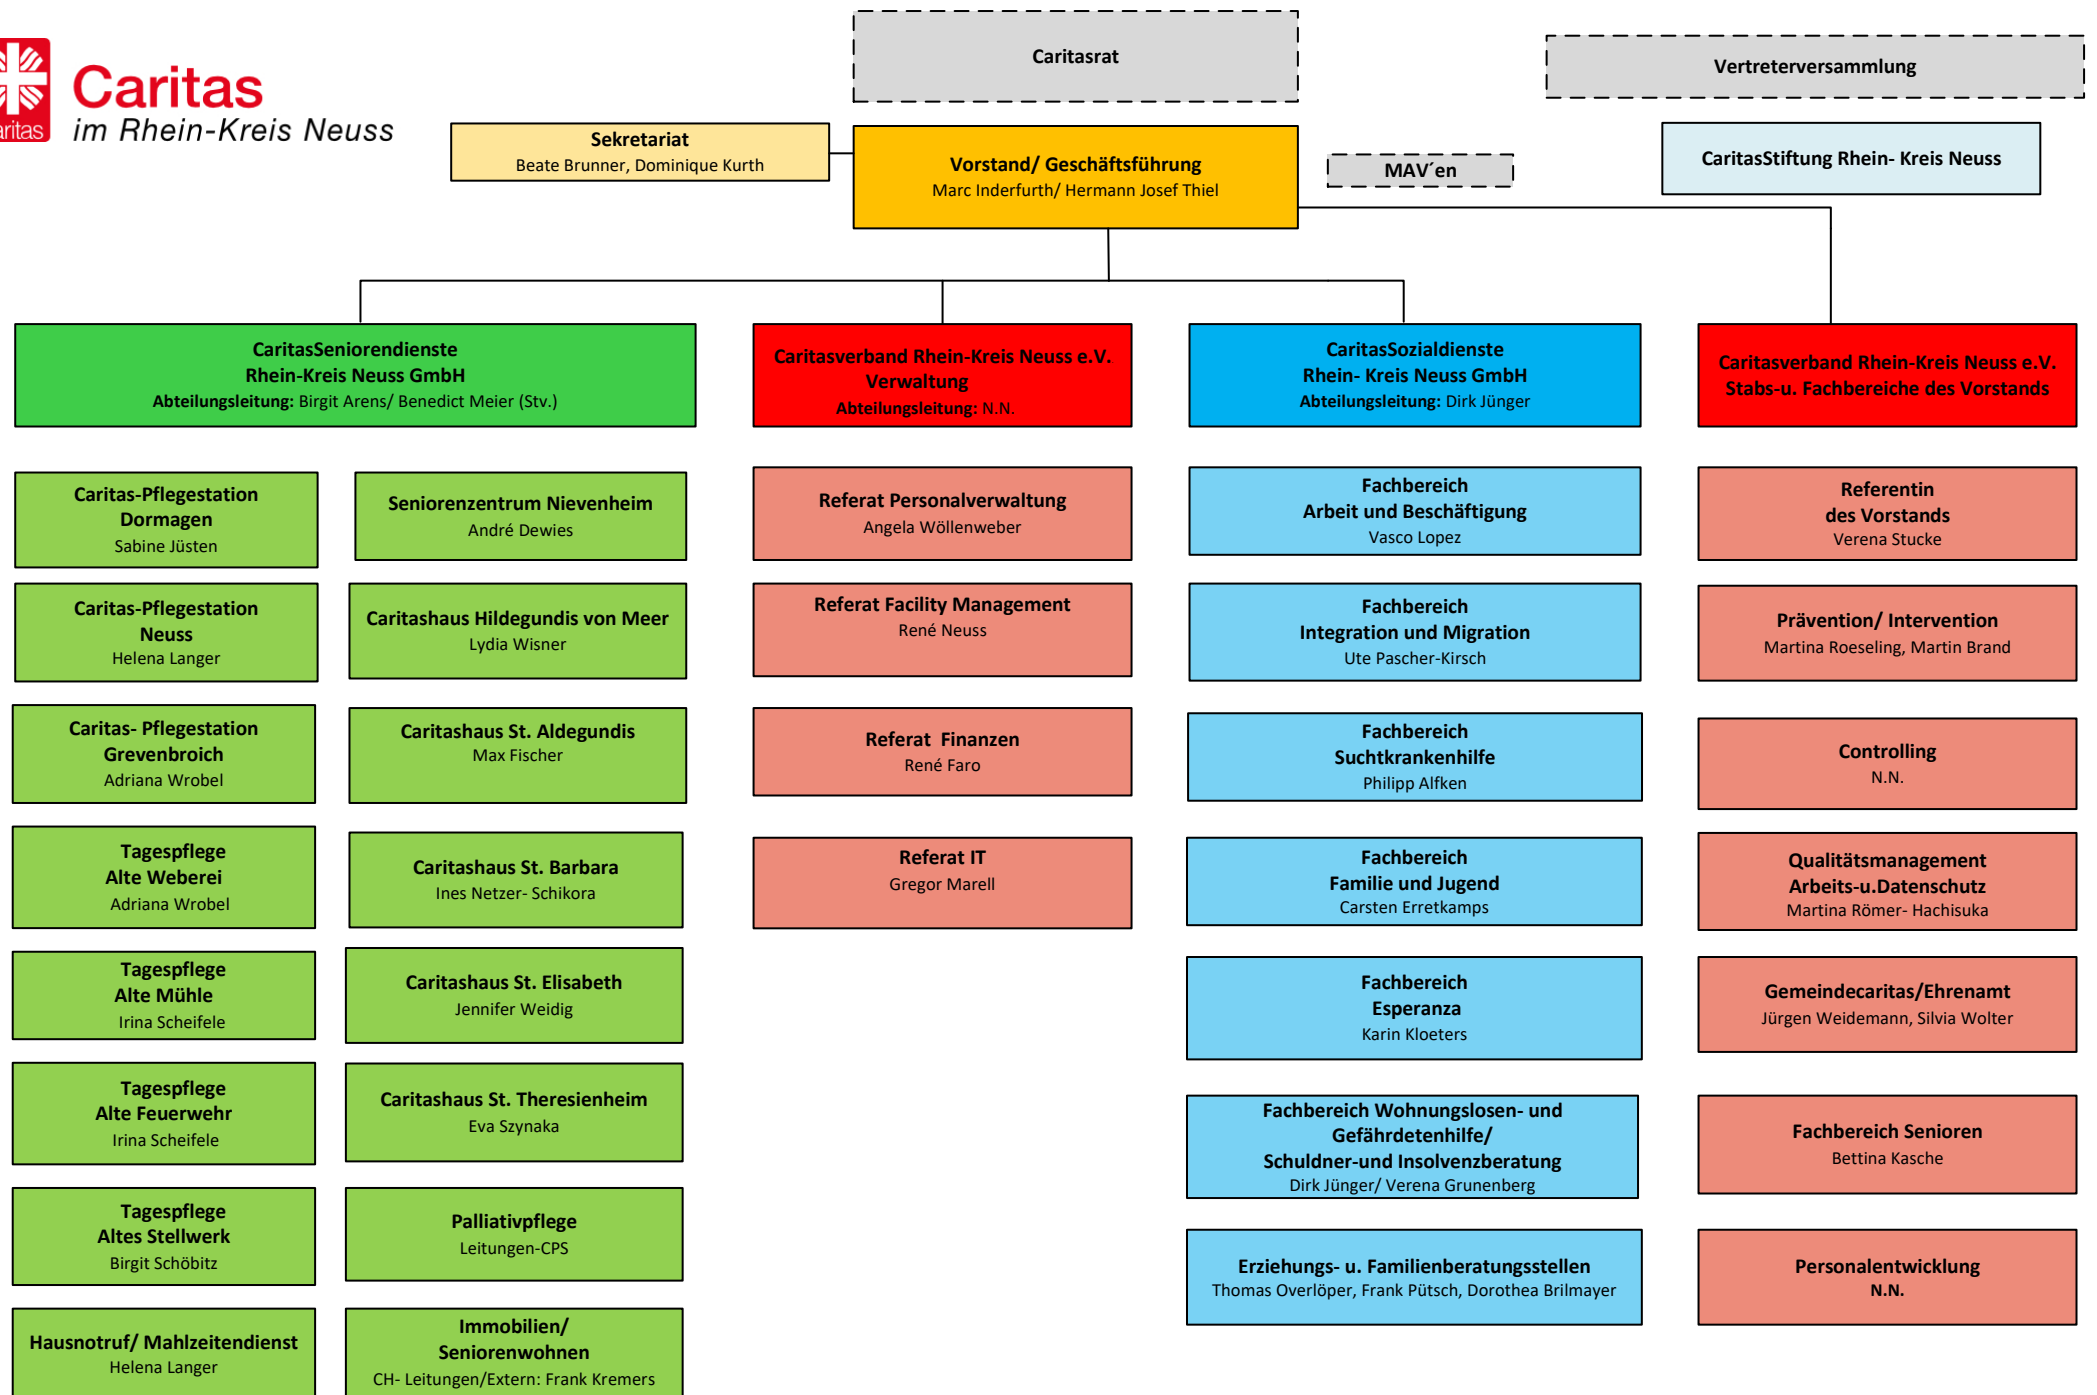 Caritas
im Rhein-Kreis Neuss
Caritasrat
Vertreterversammlung
Sekretariat
Beate Brunner, Dominique Kurth
Vorstand/ Geschäftsführung
Marc Inderfurth/ Hermann Josef Thiel
MAV´en
CaritasStiftung Rhein- Kreis Neuss
CaritasSeniorendienste
Rhein-Kreis Neuss GmbH
Abteilungsleitung: Birgit Arens/ Benedict Meier (Stv.)
Caritasverband Rhein-Kreis Neuss e.V.
Verwaltung
Abteilungsleitung: N.N.
CaritasSozialdienste
Rhein- Kreis Neuss GmbH
Abteilungsleitung: Dirk Jünger
Caritasverband Rhein-Kreis Neuss e.V.
Stabs-u. Fachbereiche des Vorstands
Caritas-Pflegestation
Dormagen
Sabine Jüsten
Caritas-Pflegestation
Neuss
Helena Langer
Caritas- Pflegestation
Grevenbroich
Adriana Wrobel
Tagespflege
Alte Weberei
Adriana Wrobel
Tagespflege
Alte Mühle
Irina Scheifele
Tagespflege
Alte Feuerwehr
Irina Scheifele
Tagespflege
Altes Stellwerk
Birgit Schöbitz
Hausnotruf/ Mahlzeitendienst
Helena Langer
Seniorenzentrum Nievenheim
André Dewies
Caritashaus Hildegundis von Meer
Lydia Wisner
Caritashaus St. Aldegundis
Max Fischer
Caritashaus St. Barbara
Ines Netzer- Schikora
Caritashaus St. Elisabeth
Jennifer Weidig
Caritashaus St. Theresienheim
Eva Szynaka
Palliativpflege
Leitungen-CPS
Immobilien/
Seniorenwohnen
CH- Leitungen/Extern: Frank Kremers
Referat Personalverwaltung
Angela Wöllenweber
Referat Facility Management
René Neuss
Referat  Finanzen
René Faro
Referat IT
Gregor Marell
Fachbereich
Arbeit und Beschäftigung
Vasco Lopez
Fachbereich
Integration und Migration
Ute Pascher-Kirsch
Fachbereich
Suchtkrankenhilfe
Philipp Alfken
Fachbereich
Familie und Jugend
Carsten Erretkamps
Fachbereich
Esperanza
Karin Kloeters
Fachbereich Wohnungslosen- und
Gefährdetenhilfe/
Schuldner-und Insolvenzberatung
Dirk Jünger/ Verena Grunenberg
Erziehungs- u. Familienberatungsstellen
Thomas Overlöper, Frank Pütsch, Dorothea Brilmayer
Referentin
des Vorstands
Verena Stucke
Prävention/ Intervention
Martina Roeseling, Martin Brand
Controlling
N.N.
Qualitätsmanagement
Arbeits-u.Datenschutz
Martina Römer- Hachisuka
Gemeindecaritas/Ehrenamt
Jürgen Weidemann, Silvia Wolter
Fachbereich Senioren
Bettina Kasche
Personalentwicklung
N.N.